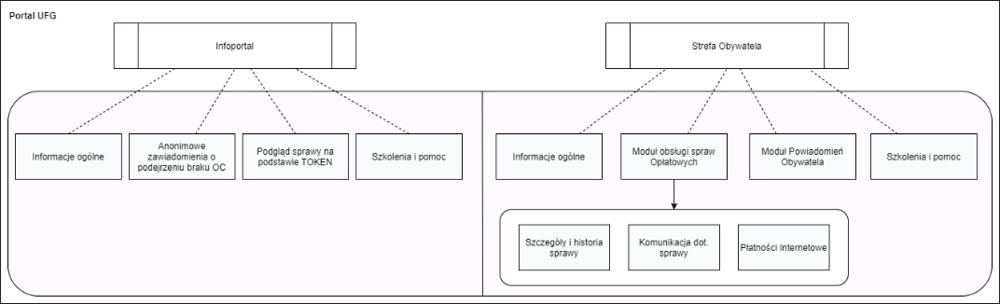 Portal UFG
Infoportal
Strefa Obywatela
Informacje ogólne
Anonimowe
zawiadomienia o
podejrzeniu braku OC
Podgląd sprawy na
podstawie TOKEN
Szkolenia i pomoc
Informacje ogólne
Moduł obsługi spraw
Opłatowych
Moduł Powiadomień
Obywatela
Szkolenia i pomoc
Szczegóły i historia
sprawy
Komunikacja dot.
sprawy
Płatności Internetowe